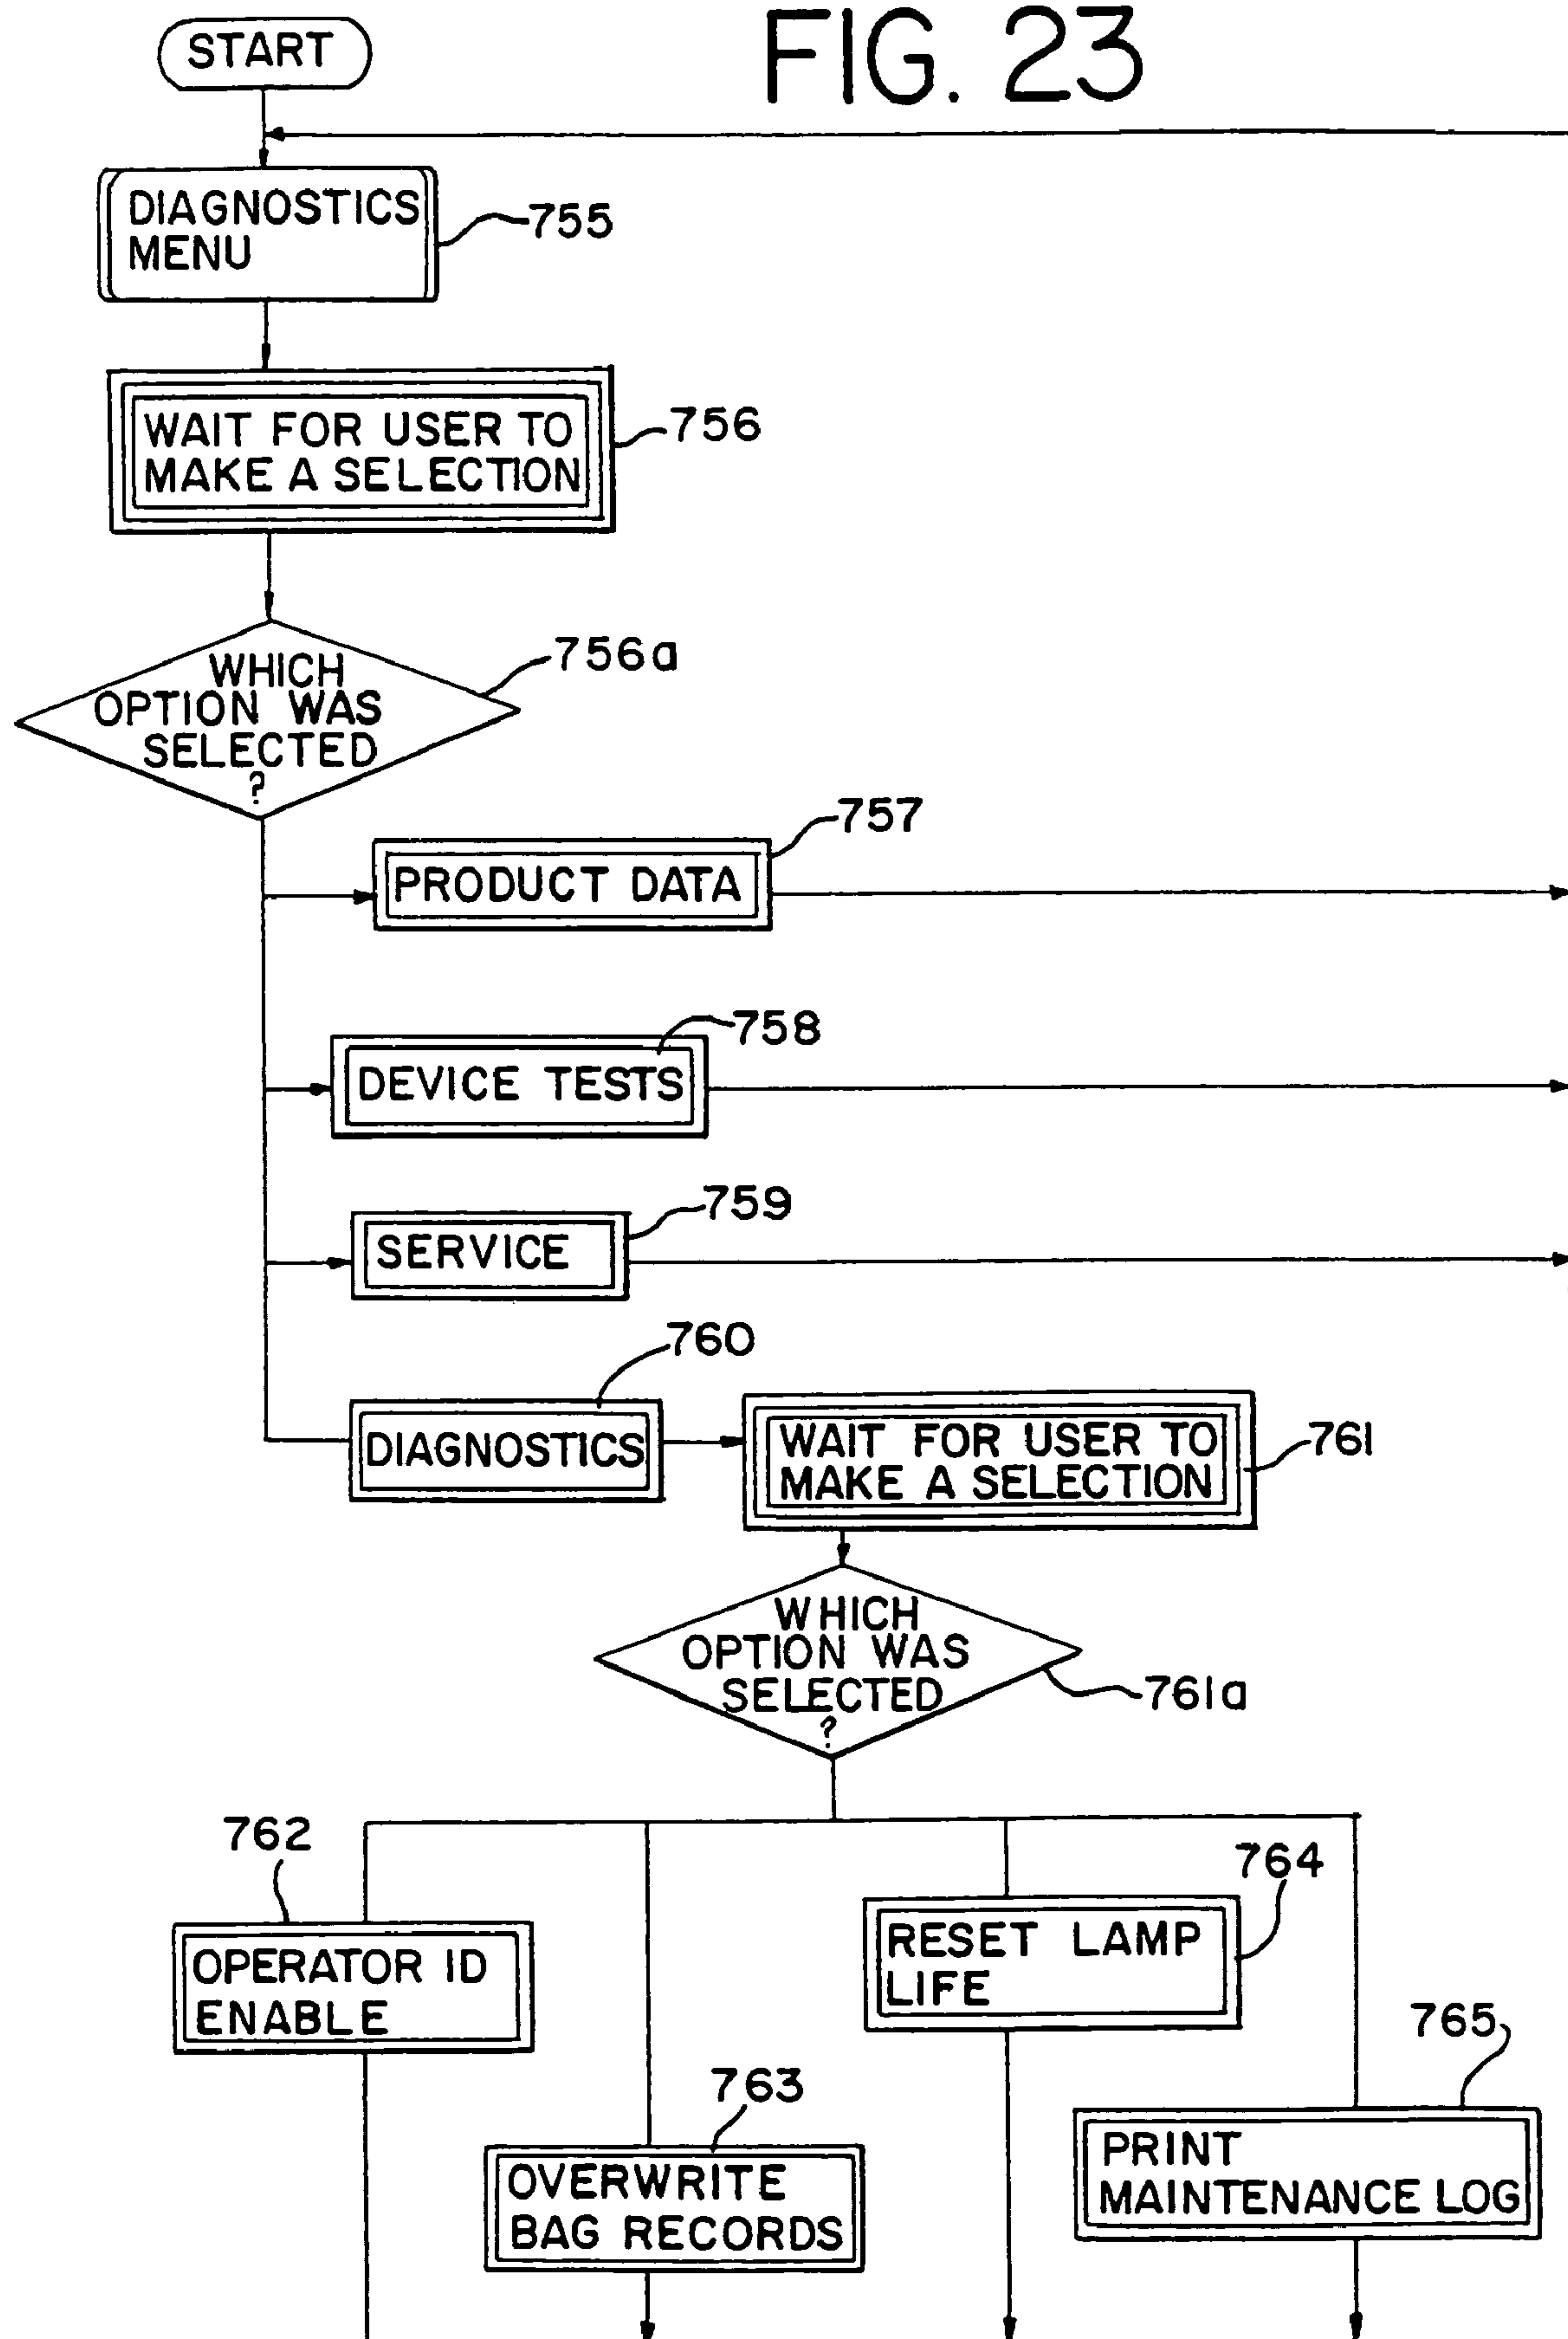 FIG. 23
START
DIAGNOSTICS
MENU
755
WAIT FOR USER TO
MAKE A SELECTION
756
WHICH
OPTION WAS
SELECTED
?
756a
PRODUCT DATA
757
DEVICE TESTS
758
SERVICE
759
DIAGNOSTICS
760
WAIT FOR USER TO
MAKE A SELECTION
761
WHICH
OPTION WAS
SELECTED
?
761a
762
OPERATOR ID
ENABLE
763
OVERWRITE
BAG RECORDS
764
RESET LAMP
LIFE
765
PRINT
MAINTENANCE LOG